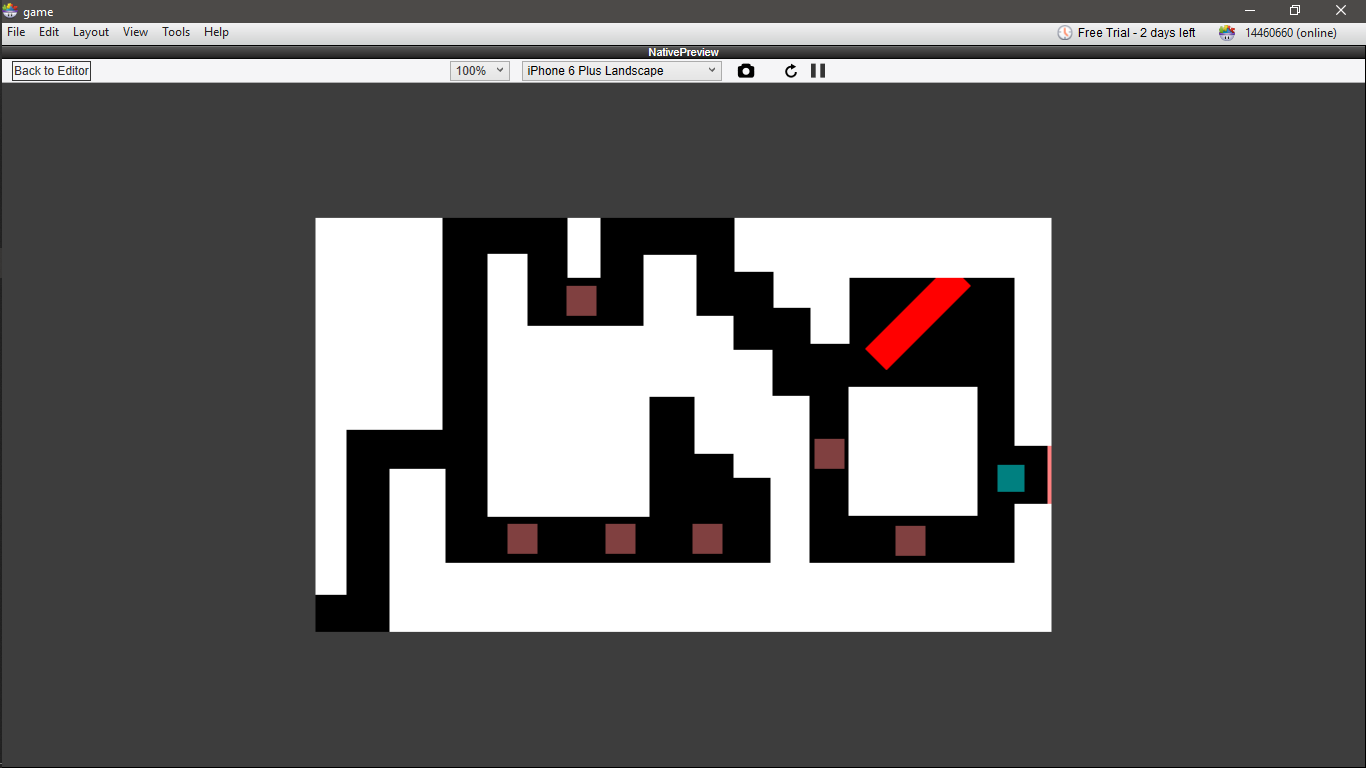 game
File Edit Layout View Tools Help Free Trial - 2 days left 14460660 (online)
NativePreview
Back to Editor 100% iPhone 6 Plus Landscape